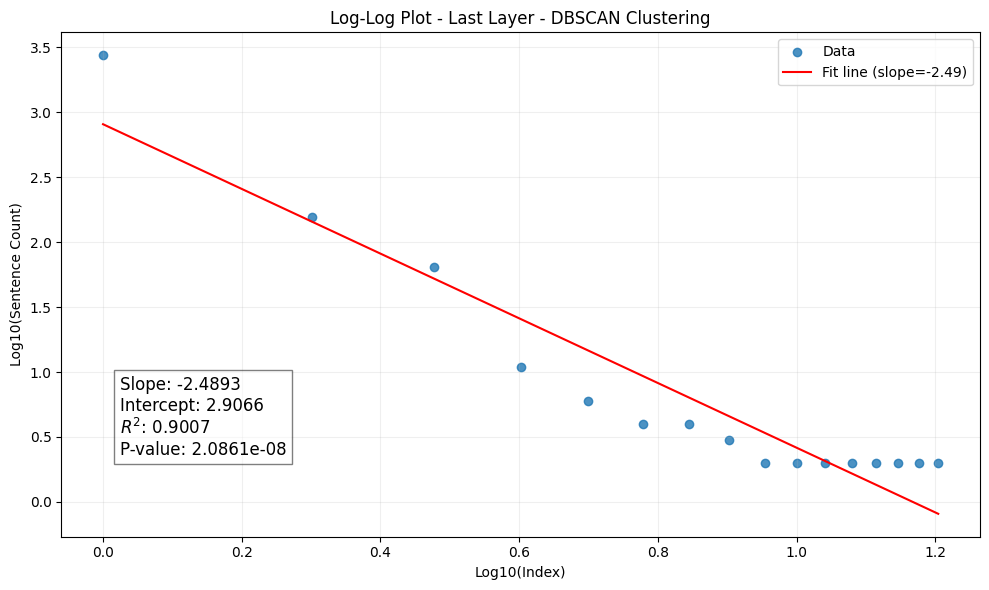 Log-Log Plot - Last Layer - DBSCAN Clustering
Data
Fit line (slope=-2.49)
3.5
3.0
2.5
2.0
1.5
1.0
0.5
0.0
Log10(Sentence Count)
Slope: -2.4893
Intercept: 2.9066
R²: 0.9007
P-value: 2.0861e-08
0.0 0.2 0.4 0.6 0.8 1.0 1.2
Log10(Index)